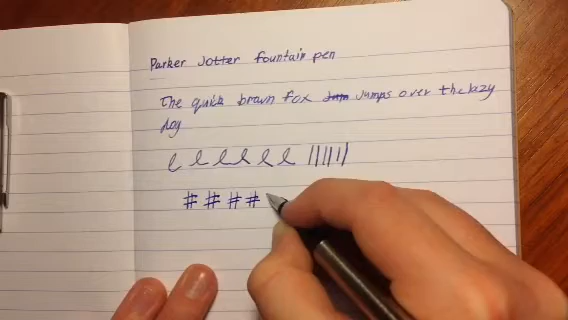 Parker Jotter fountain pen
The quick brown fox jumps over the lazy
dog
l l l l l l ||||||
# # # #